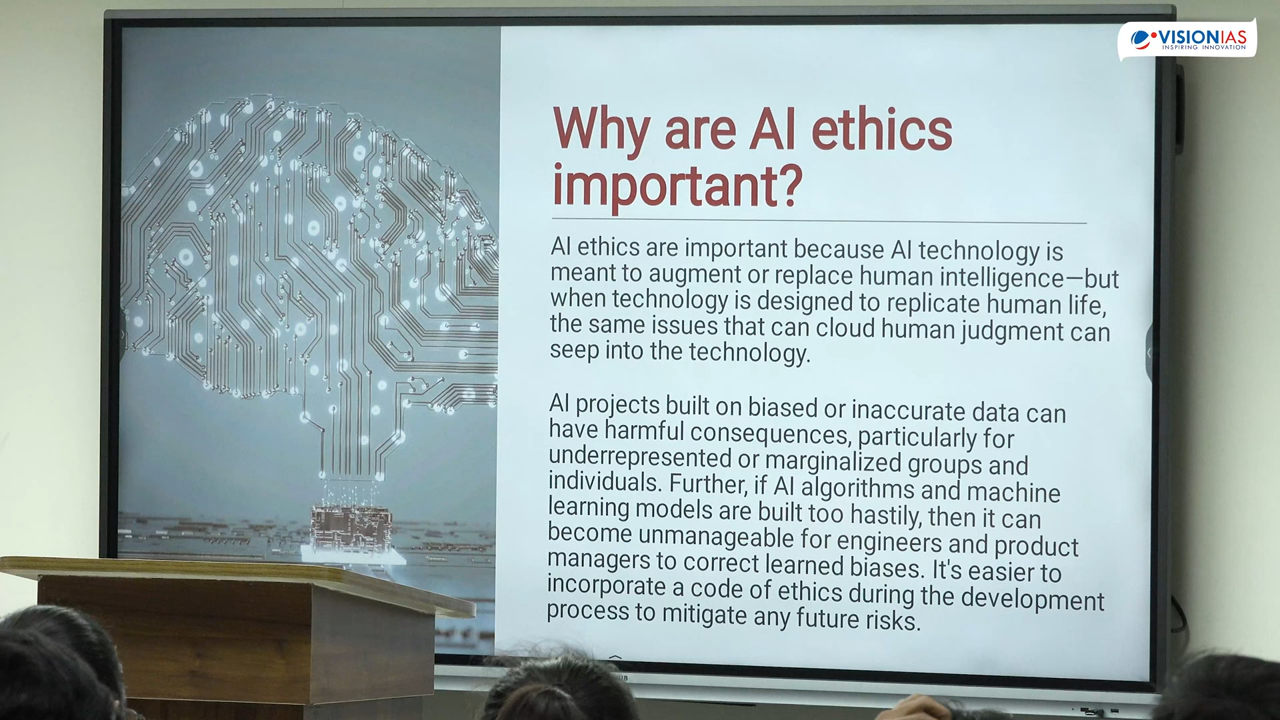 VISIONIAS
INSPIRING INNOVATION
Why are AI ethics
important?
AI ethics are important because AI technology is
meant to augment or replace human intelligence—but
when technology is designed to replicate human life,
the same issues that can cloud human judgment can
seep into the technology.
AI projects built on biased or inaccurate data can
have harmful consequences, particularly for
underrepresented or marginalized groups and
individuals. Further, if AI algorithms and machine
learning models are built too hastily, then it can
become unmanageable for engineers and product
managers to correct learned biases. It's easier to
incorporate a code of ethics during the development
process to mitigate any future risks.